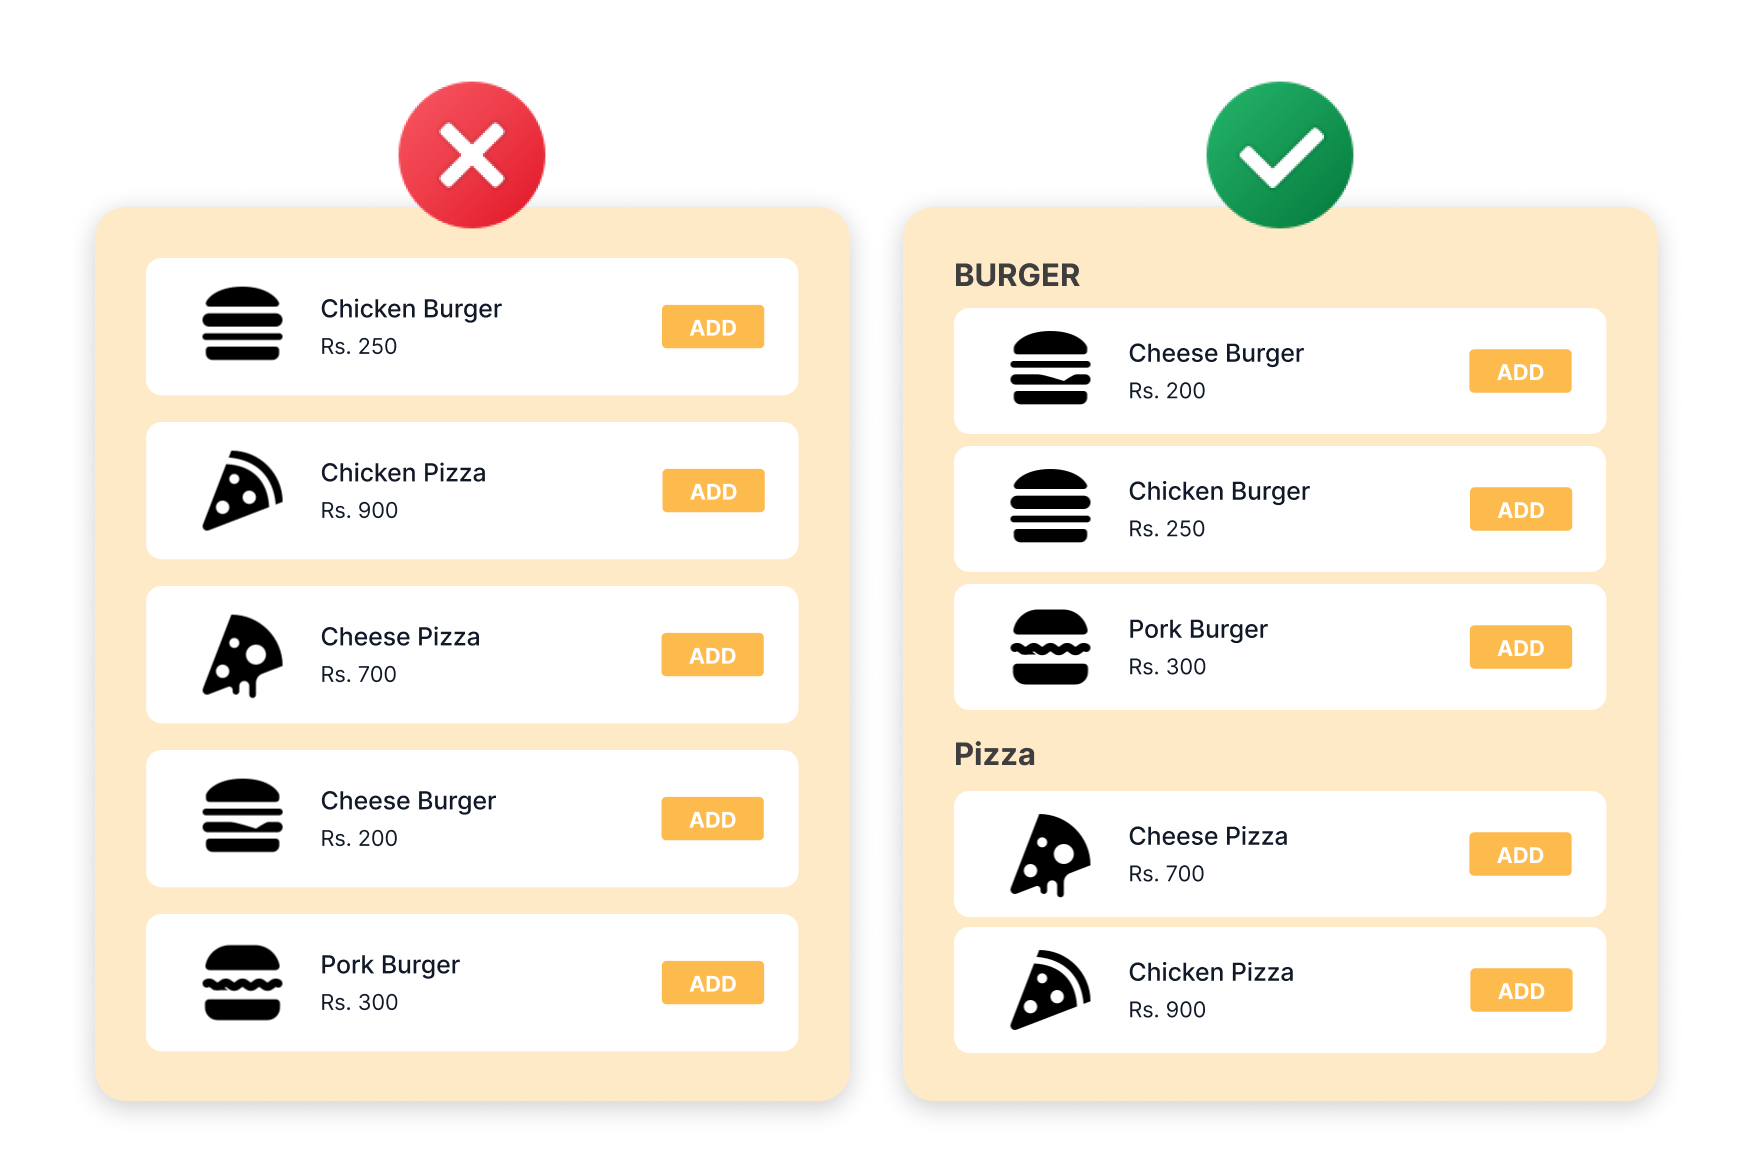 Chicken Burger
Rs. 250
ADD
Chicken Pizza
Rs. 900
ADD
Cheese Pizza
Rs. 700
ADD
Cheese Burger
Rs. 200
ADD
Pork Burger
Rs. 300
ADD
BURGER
Cheese Burger
Rs. 200
ADD
Chicken Burger
Rs. 250
ADD
Pork Burger
Rs. 300
ADD
Pizza
Cheese Pizza
Rs. 700
ADD
Chicken Pizza
Rs. 900
ADD